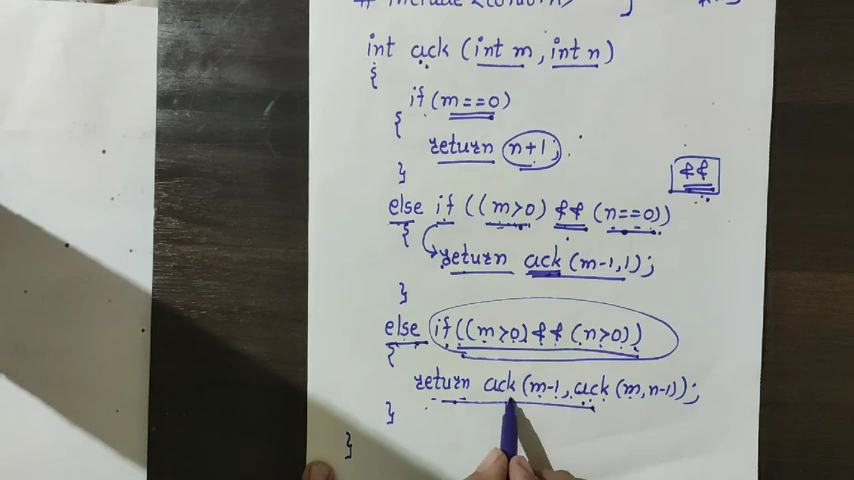 # include
int ack (int m, int n)
{
if (m==0)
{
return n+1;
}
&&
else if ((m>0) && (n==0))
{
return ack (m-1,1);
}
else if ((m>0) && (n>0))
{
return ack (m-1, ack (m, n-1));
}
}